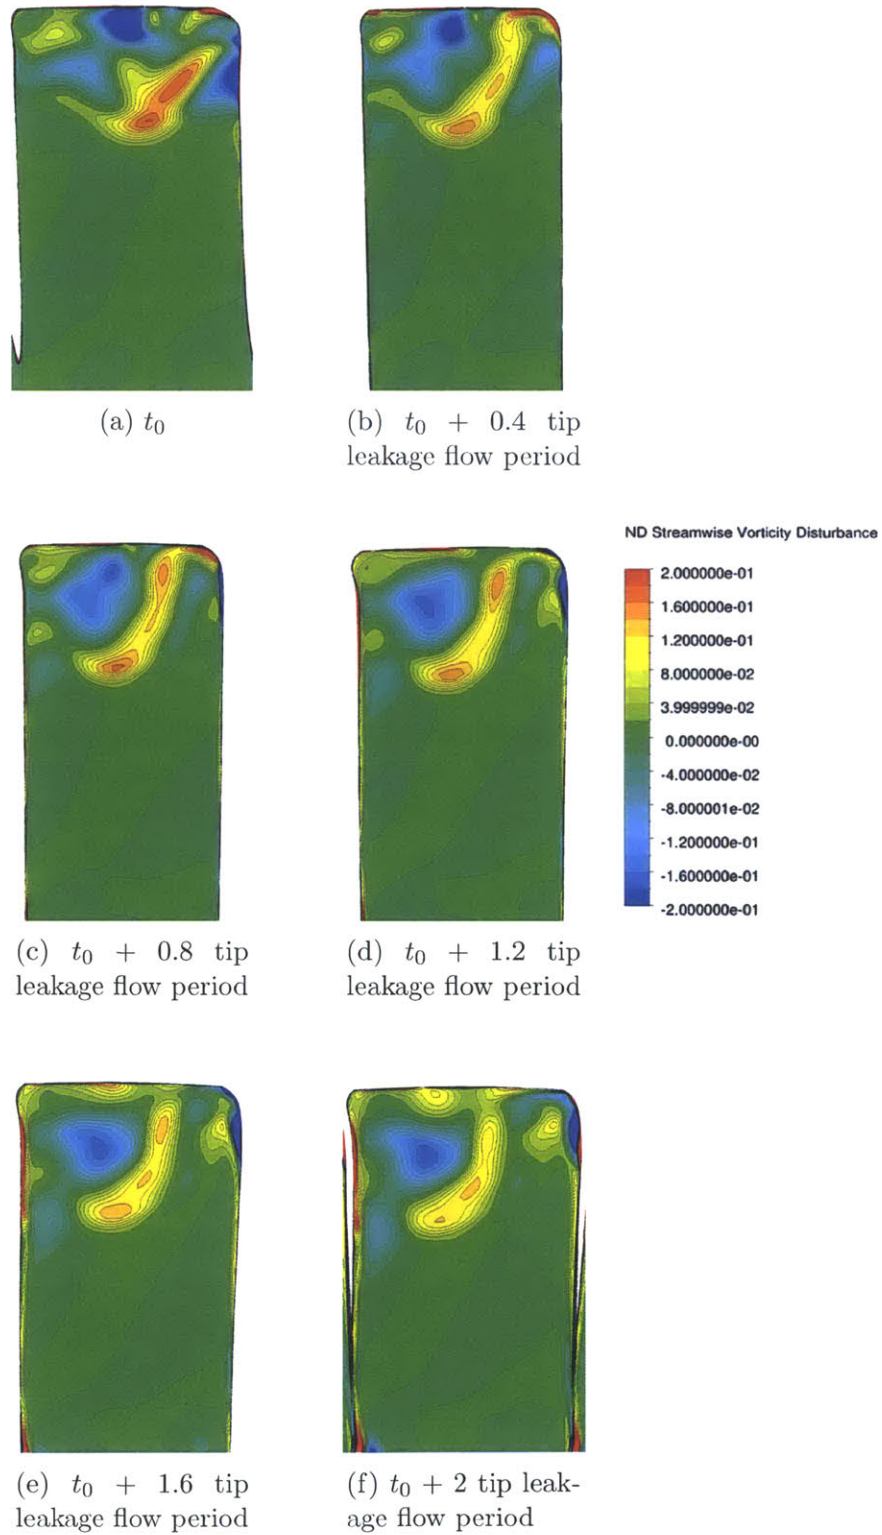 (a) t₀
(b) t₀ + 0.4 tip
leakage flow period
ND Streamwise Vorticity Disturbance
2.000000e-01
1.600000e-01
1.200000e-01
8.000000e-02
3.999999e-02
0.000000e-00
-4.000000e-02
-8.000001e-02
-1.200000e-01
-1.600000e-01
-2.000000e-01
(c) t₀ + 0.8 tip
leakage flow period
(d) t₀ + 1.2 tip
leakage flow period
(e) t₀ + 1.6 tip
leakage flow period
(f) t₀ + 2 tip leak-
age flow period